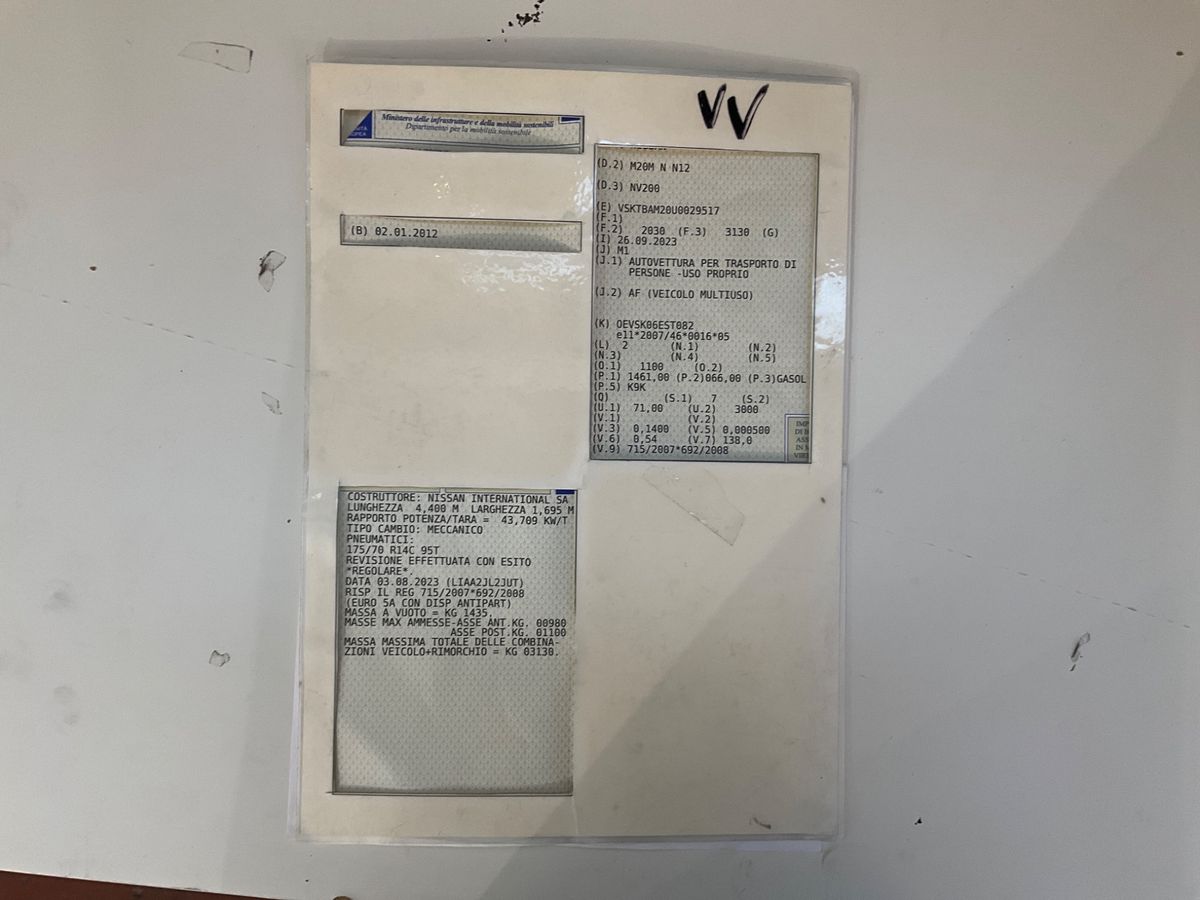 VV
Ministero delle infrastrutture e della mobilità sostenibili
Dipartimento per la mobilità sostenibile
(B) 02.01.2012
(D.2) M20M N N12
(D.3) NV200
(E) VSKTBAM20U0029517
(F.1)
(F.2) 2030 (F.3) 3130 (G)
(I) 26.09.2023
(J) M1
(J.1) AUTOVETTURA PER TRASPORTO DI
PERSONE -USO PROPRIO
(J.2) AF (VEICOLO MULTIUSO)
(K) OEVSK06EST082
e11*2007/46*0016*05
(L) 2 (N.1) (N.2)
(N.3) (N.4) (N.5)
(O.1) 1100 (O.2)
(P.1) 1461,00 (P.2)066,00 (P.3)GASOL
(P.5) K9K
(Q) (S.1) 7 (S.2)
(U.1) 71,00 (U.2) 3000
(V.1) (V.2)
(V.3) 0,1400 (V.5) 0,000500
(V.6) 0,54 (V.7) 138,0
(V.9) 715/2007*692/2008
COSTRUTTORE: NISSAN INTERNATIONAL SA
LUNGHEZZA 4,400 M LARGHEZZA 1,695 M
RAPPORTO POTENZA/TARA = 43,709 KW/T
TIPO CAMBIO: MECCANICO
PNEUMATICI:
175/70 R14C 95T
REVISIONE EFFETTUATA CON ESITO
*REGOLARE*.
DATA 03.08.2023 (LIAA2JL2JUT)
RISP IL REG 715/2007*692/2008
(EURO 5A CON DISP ANTIPART)
MASSA A VUOTO = KG 1435,
MASSE MAX AMMESSE-ASSE ANT.KG. 00980
ASSE POST.KG. 01100
MASSA MASSIMA TOTALE DELLE COMBINA-
ZIONI VEICOLO+RIMORCHIO = KG 03130.